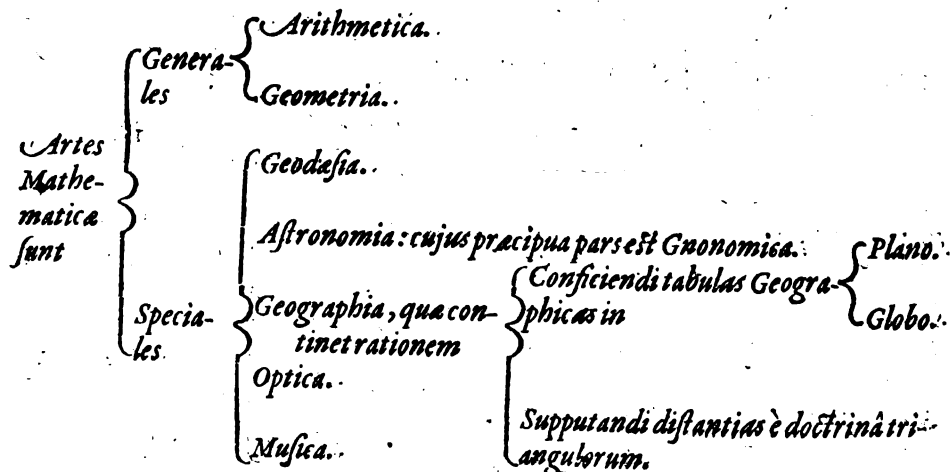 Artes
Mathe-
maticæ
ſunt
Genera-
les
Arithmetica.
Geometria.
Specia-
les
Geodæſia.
Aſtronomia: cujus præcipua pars eſt Gnonomica.
Geographia, quæ con-
tinet rationem
Conficiendi tabulas Geogra-
phicas in
Plano.
Globo.
Supputandi diſtantias è doctrinâ tri-
angulorum.
Optica.
Muſica.